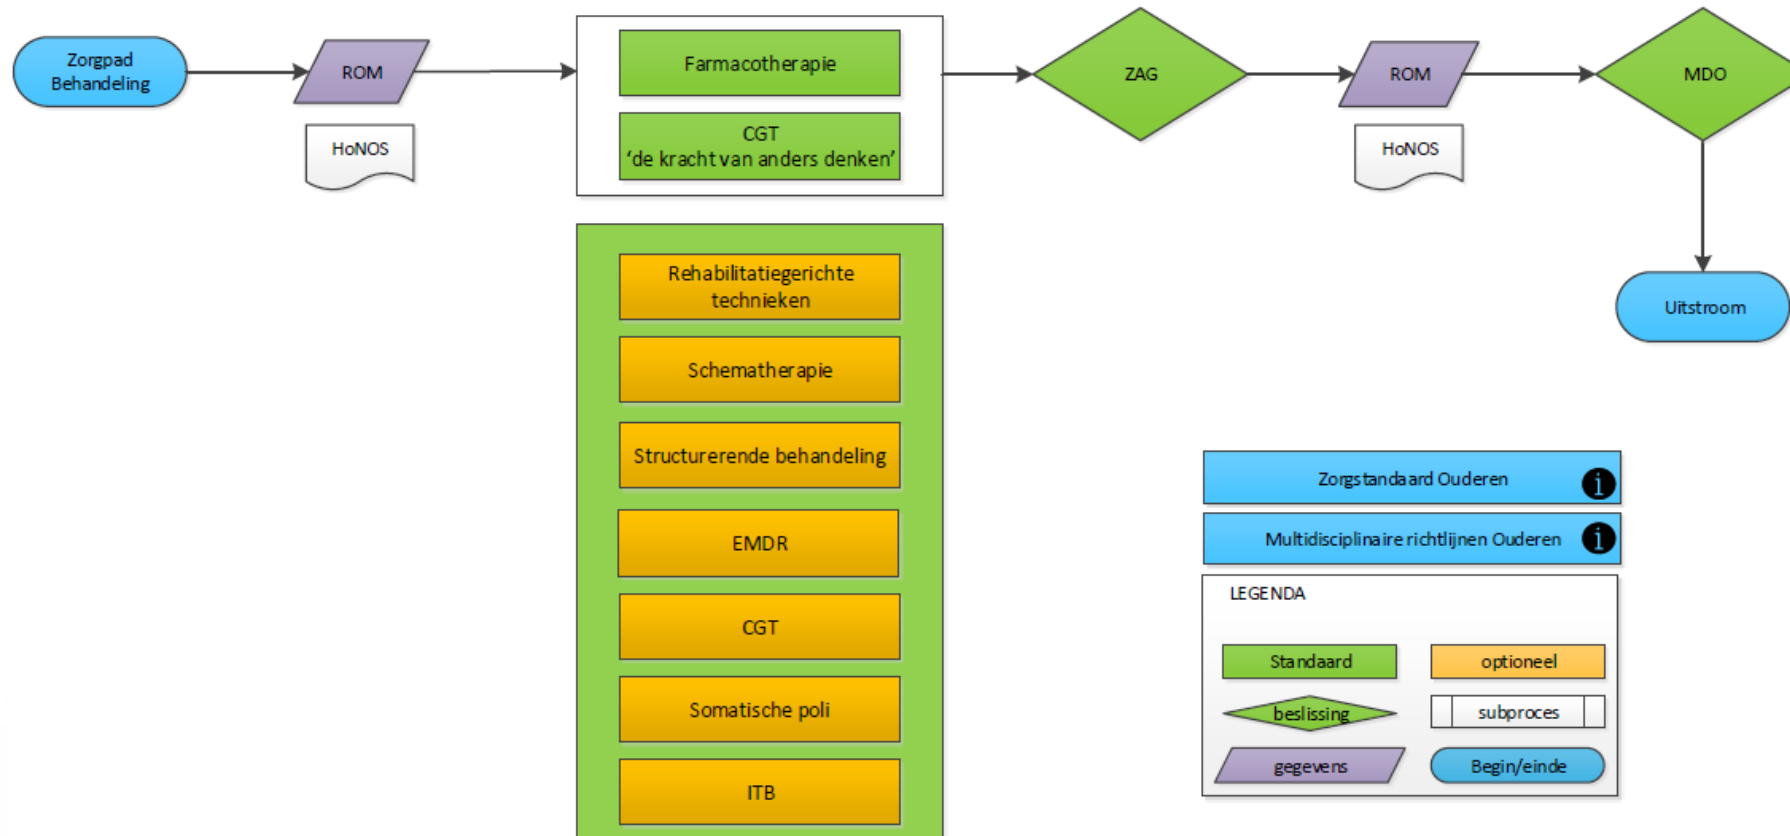 Zorgpad
Behandeling
ROM
HoNOS
Farmacotherapie
CGT
‘de kracht van anders denken’
ZAG
ROM
HoNOS
MDO
Uitstroom
Rehabilitatiegerichte
technieken
Schematherapie
Structurerende behandeling
EMDR
CGT
Somatische poli
ITB
Zorgstandaard Ouderen
i
Multidisciplinaire richtlijnen Ouderen
i
LEGENDA
Standaard
optioneel
beslissing
subproces
gegevens
Begin/einde